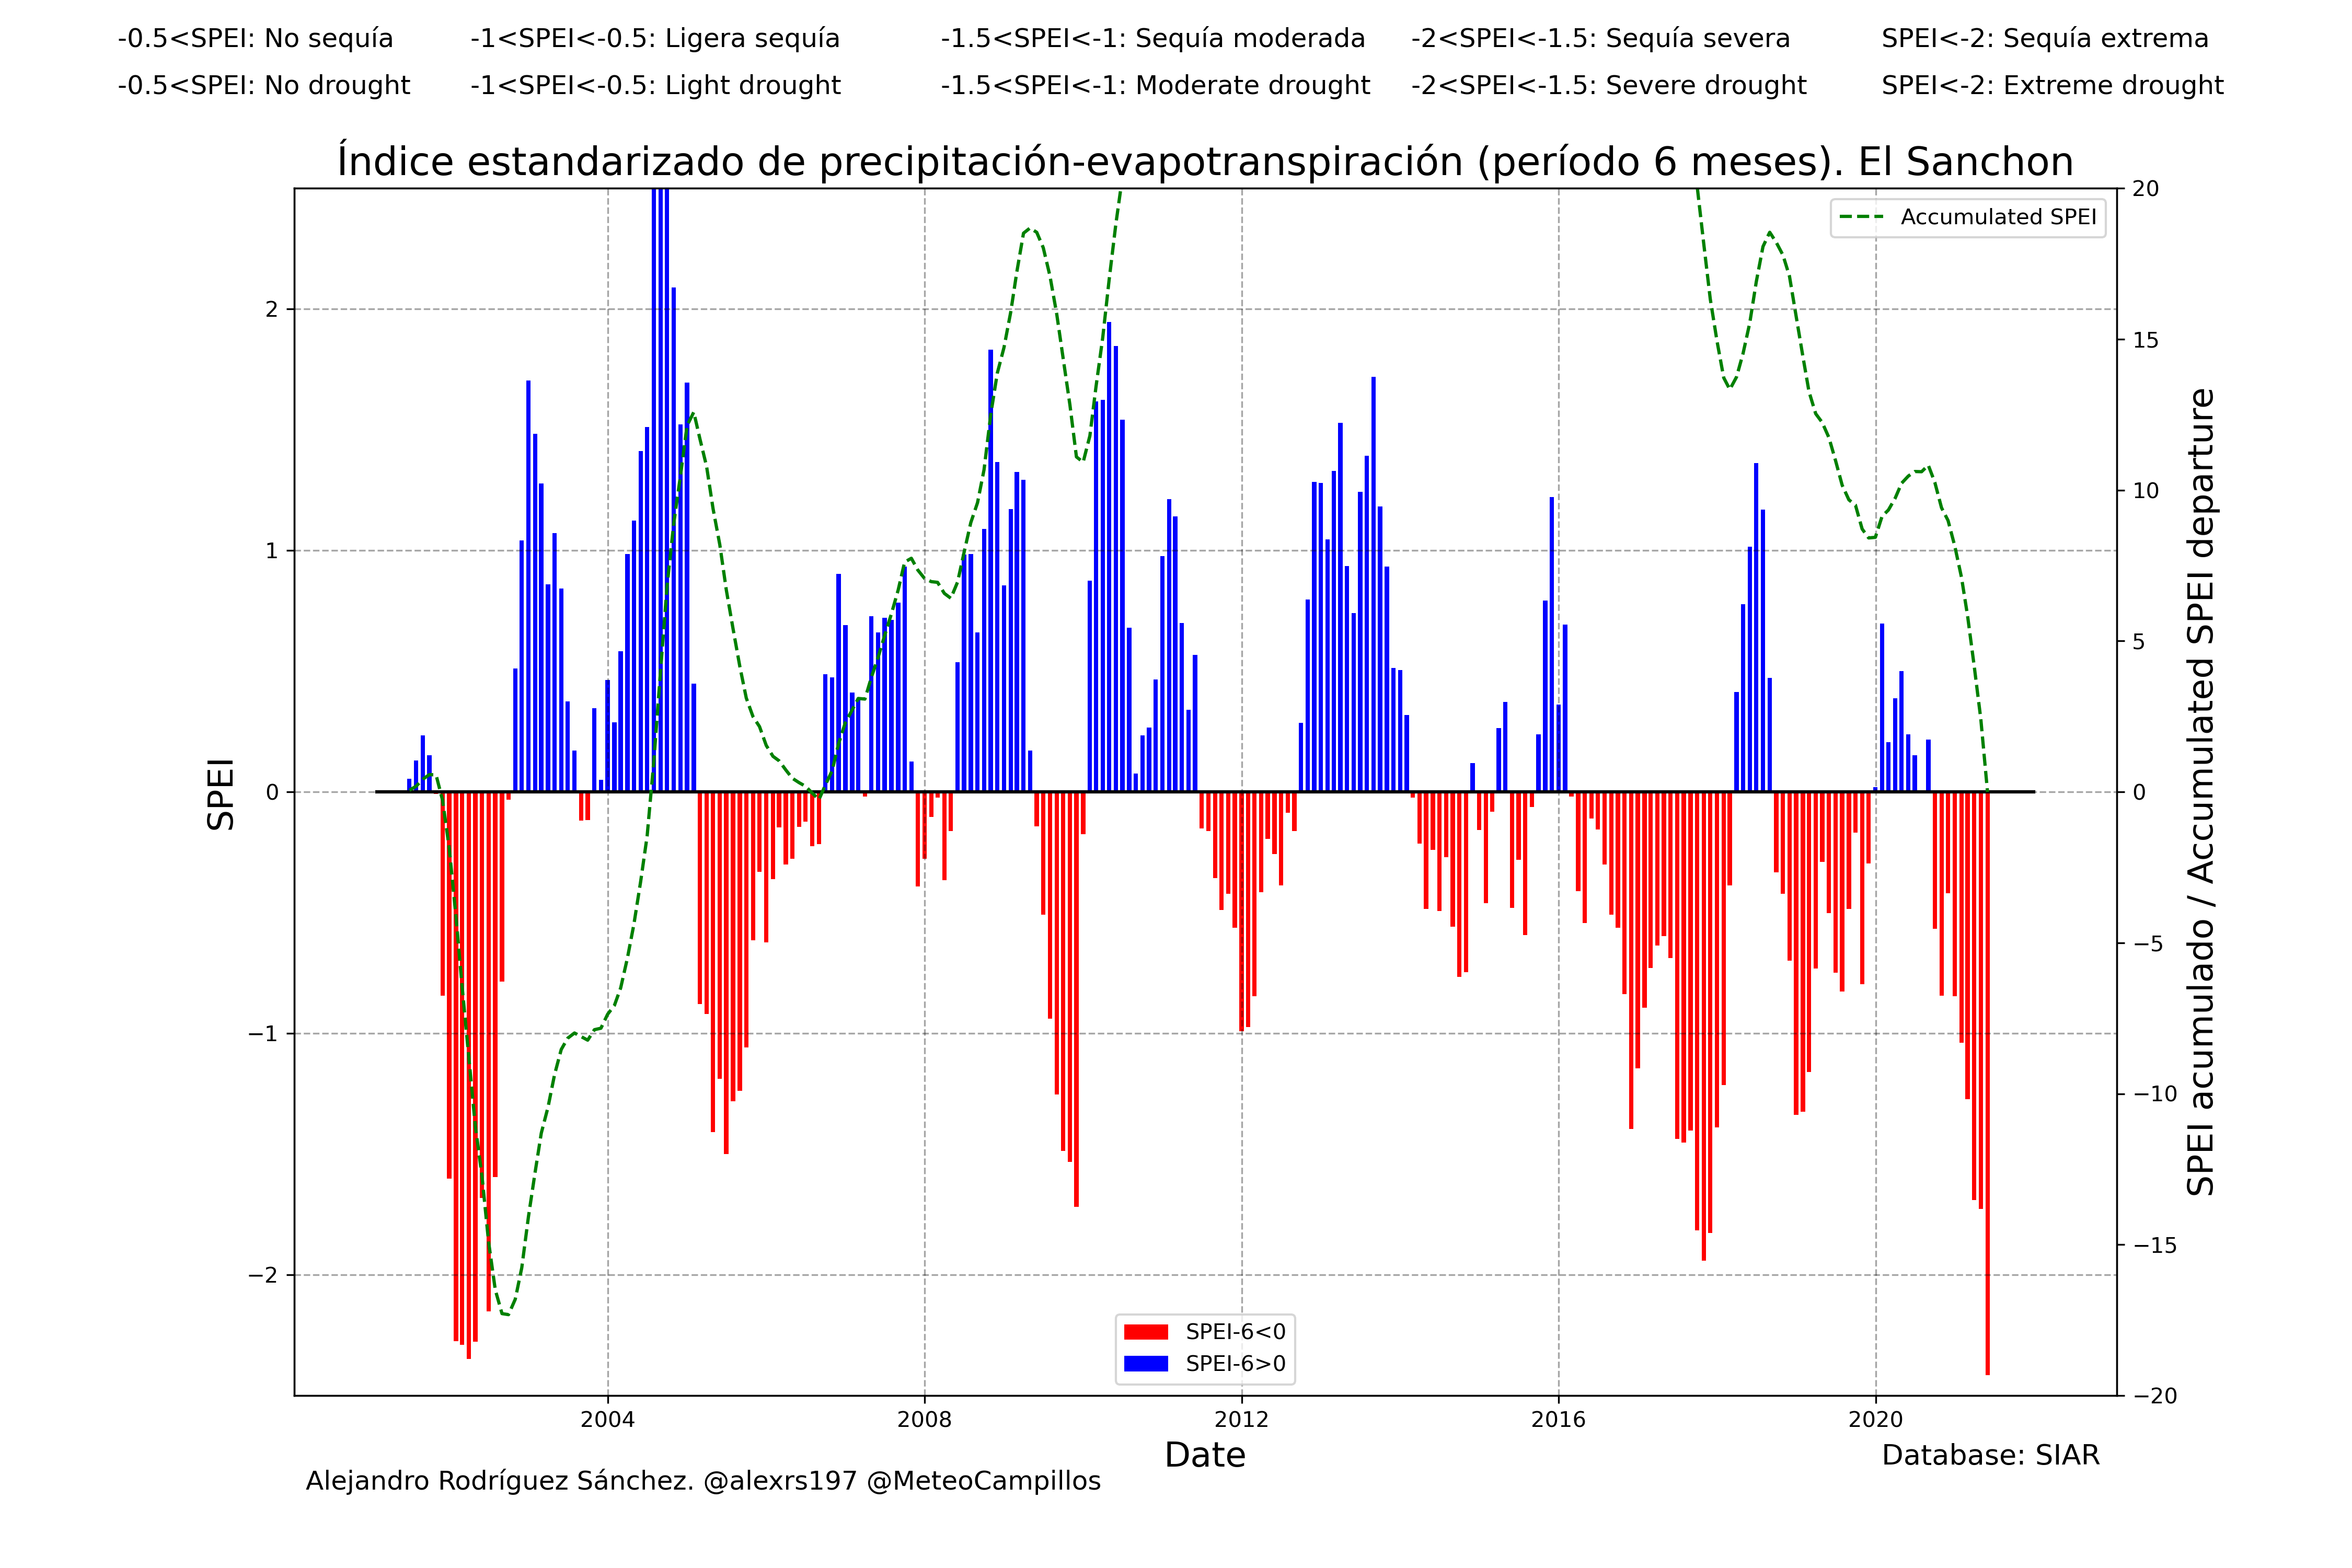 -0.5<SPEI: No sequía -1<SPEI<-0.5: Ligera sequía -1.5<SPEI<-1: Sequía moderada -2<SPEI<-1.5: Sequía severa SPEI<-2: Sequía extrema
-0.5<SPEI: No drought -1<SPEI<-0.5: Light drought -1.5<SPEI<-1: Moderate drought -2<SPEI<-1.5: Severe drought SPEI<-2: Extreme drought
Índice estandarizado de precipitación-evapotranspiración (período 6 meses). El Sanchon
Accumulated SPEI
SPEI
2
1
0
−1
−2
20
15
10
5
0
−5
−10
−15
−20
SPEI acumulado / Accumulated SPEI departure
SPEI-6<0
SPEI-6>0
2004 2008 2012 2016 2020
Date
Database: SIAR
Alejandro Rodríguez Sánchez. @alexrs197 @MeteoCampillos